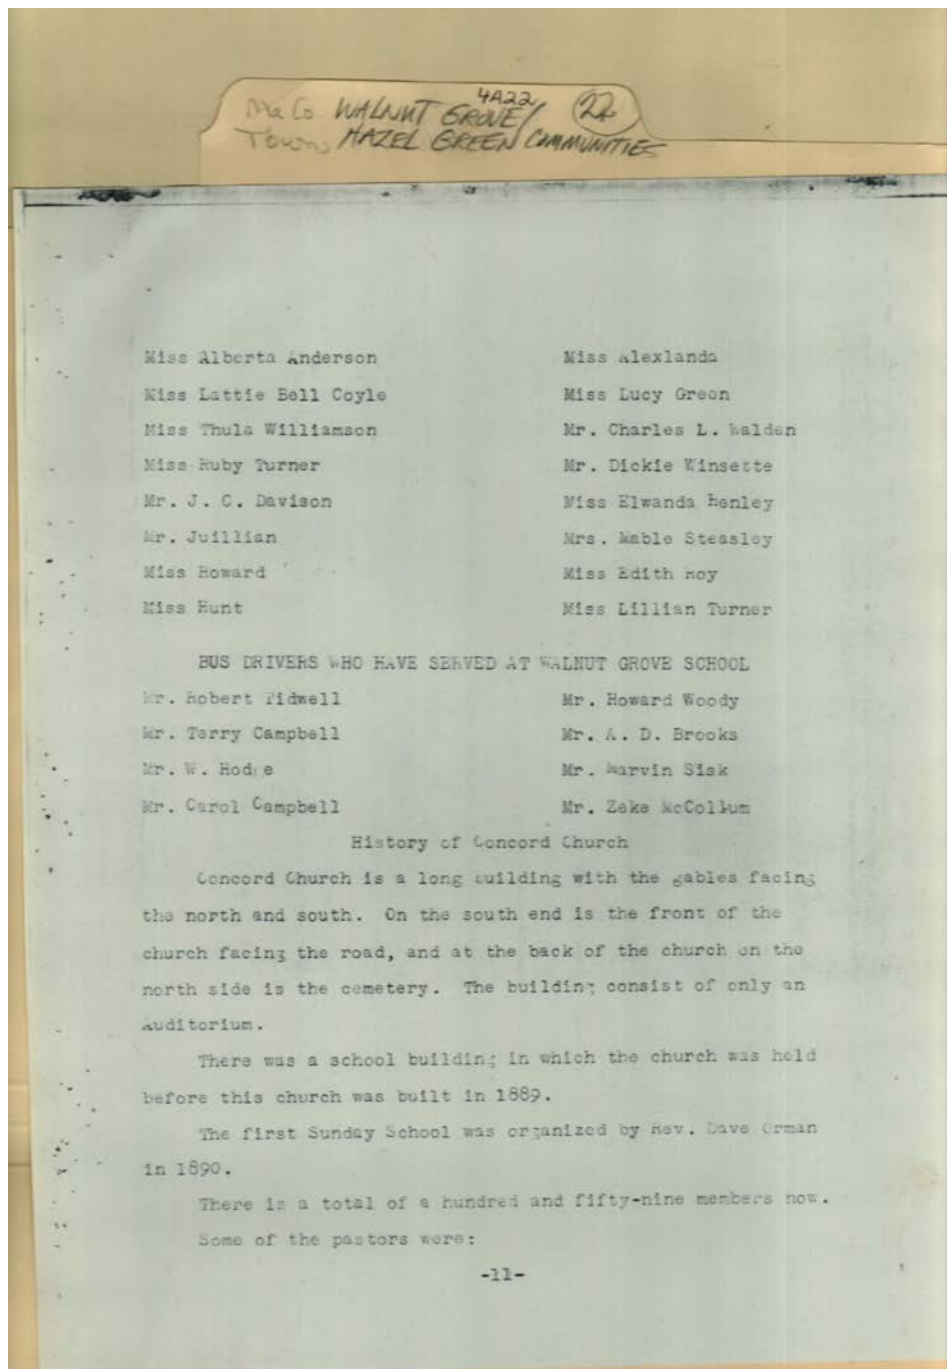 Ma Co WALNUT GROVE/ 4A22 22
Town HAZEL GREEN COMMUNITIES
Miss Alberta Anderson Miss Alexlanda
Miss Lattie Bell Coyle Miss Lucy Green
Miss Thula Williamson Mr. Charles L. Walden
Miss Ruby Turner Mr. Dickie Winsette
Mr. J. C. Davison Miss Elwanda Henley
Mr. Juillian Mrs. Mable Steasley
Miss Howard Miss Edith Roy
Miss Hunt Miss Lillian Turner
BUS DRIVERS WHO HAVE SERVED AT WALNUT GROVE SCHOOL
Mr. Robert Tidwell Mr. Howard Woody
Mr. Terry Campbell Mr. A. D. Brooks
Mr. W. Mr. Marvin Sisk
Mr. Carol Campbell Mr. Zeke McCollum
History of Concord Church
Concord Church is a long building with the gables facing
the north and south. On the south end is the front of the
church facing the road, and at the back of the church on the
north side is the cemetery. The building consist of only an
Auditorium.
There was a school building in which the church was held
before this church was built in 1889.
The first Sunday School was organized by Rev. Dave Orman
in 1890.
There is a total of a hundred and fifty-nine members now.
Some of the pastors were:
-11-